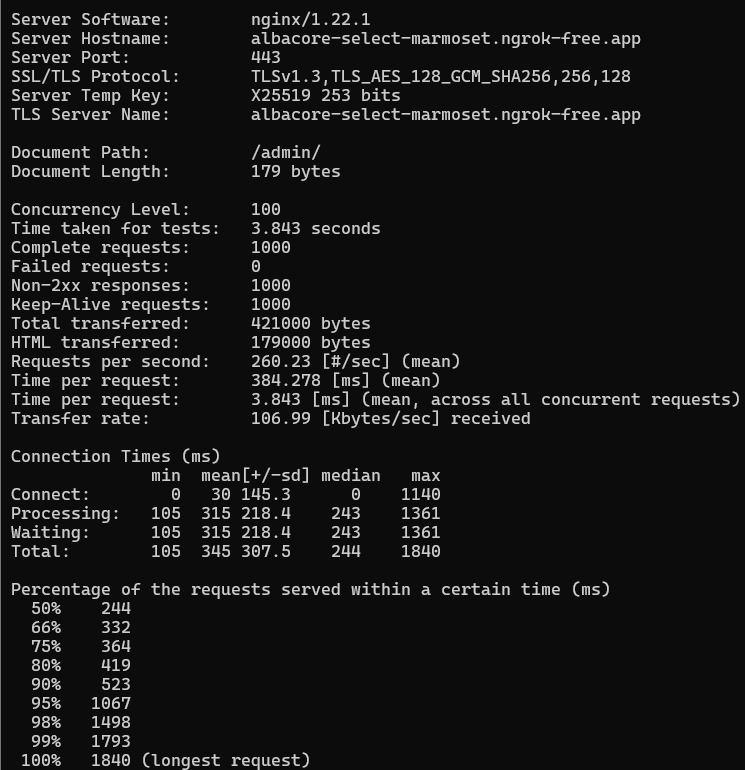 Server Software:        nginx/1.22.1
Server Hostname:        albacore-select-marmoset.ngrok-free.app
Server Port:            443
SSL/TLS Protocol:       TLSv1.3,TLS_AES_128_GCM_SHA256,256,128
Server Temp Key:        X25519 253 bits
TLS Server Name:        albacore-select-marmoset.ngrok-free.app

Document Path:          /admin/
Document Length:        179 bytes

Concurrency Level:      100
Time taken for tests:   3.843 seconds
Complete requests:      1000
Failed requests:        0
Non-2xx responses:      1000
Keep-Alive requests:    1000
Total transferred:      421000 bytes
HTML transferred:       179000 bytes
Requests per second:    260.23 [#/sec] (mean)
Time per request:       384.278 [ms] (mean)
Time per request:       3.843 [ms] (mean, across all concurrent requests)
Transfer rate:          106.99 [Kbytes/sec] received

Connection Times (ms)
              min  mean[+/-sd] median   max
Connect:        0   30 145.3      0    1140
Processing:   105  315 218.4    243    1361
Waiting:      105  315 218.4    243    1361
Total:        105  345 307.5    244    1840

Percentage of the requests served within a certain time (ms)
  50%    244
  66%    332
  75%    364
  80%    419
  90%    523
  95%   1067
  98%   1498
  99%   1793
 100%   1840 (longest request)